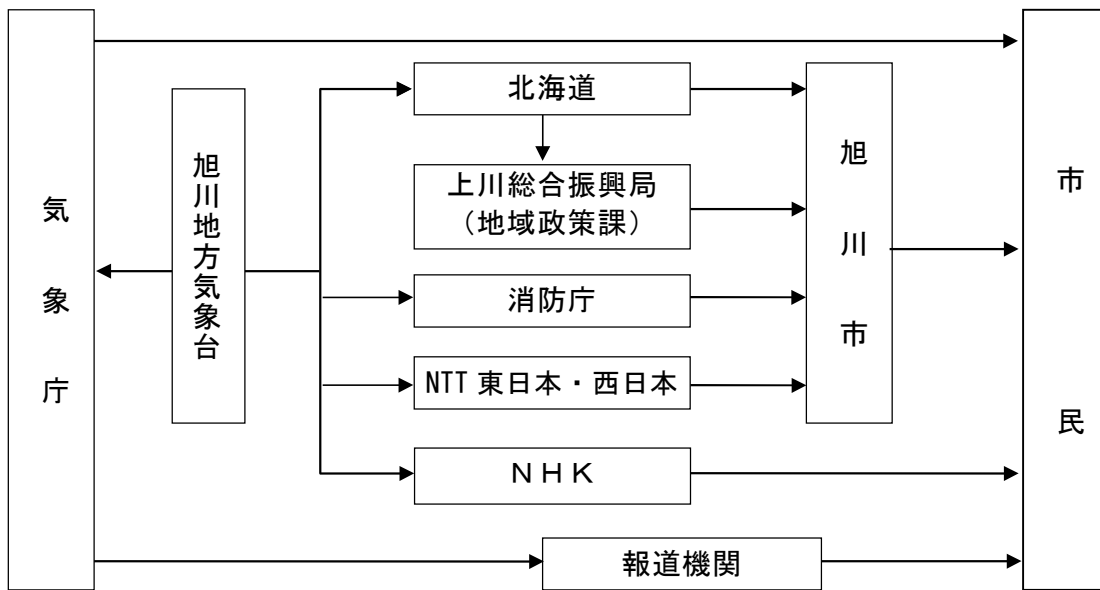 気象庁
旭川地方気象台
北海道
上川総合振興局
（地域政策課）
消防庁
NTT 東日本・西日本
ＮＨＫ
報道機関
旭川市
市民